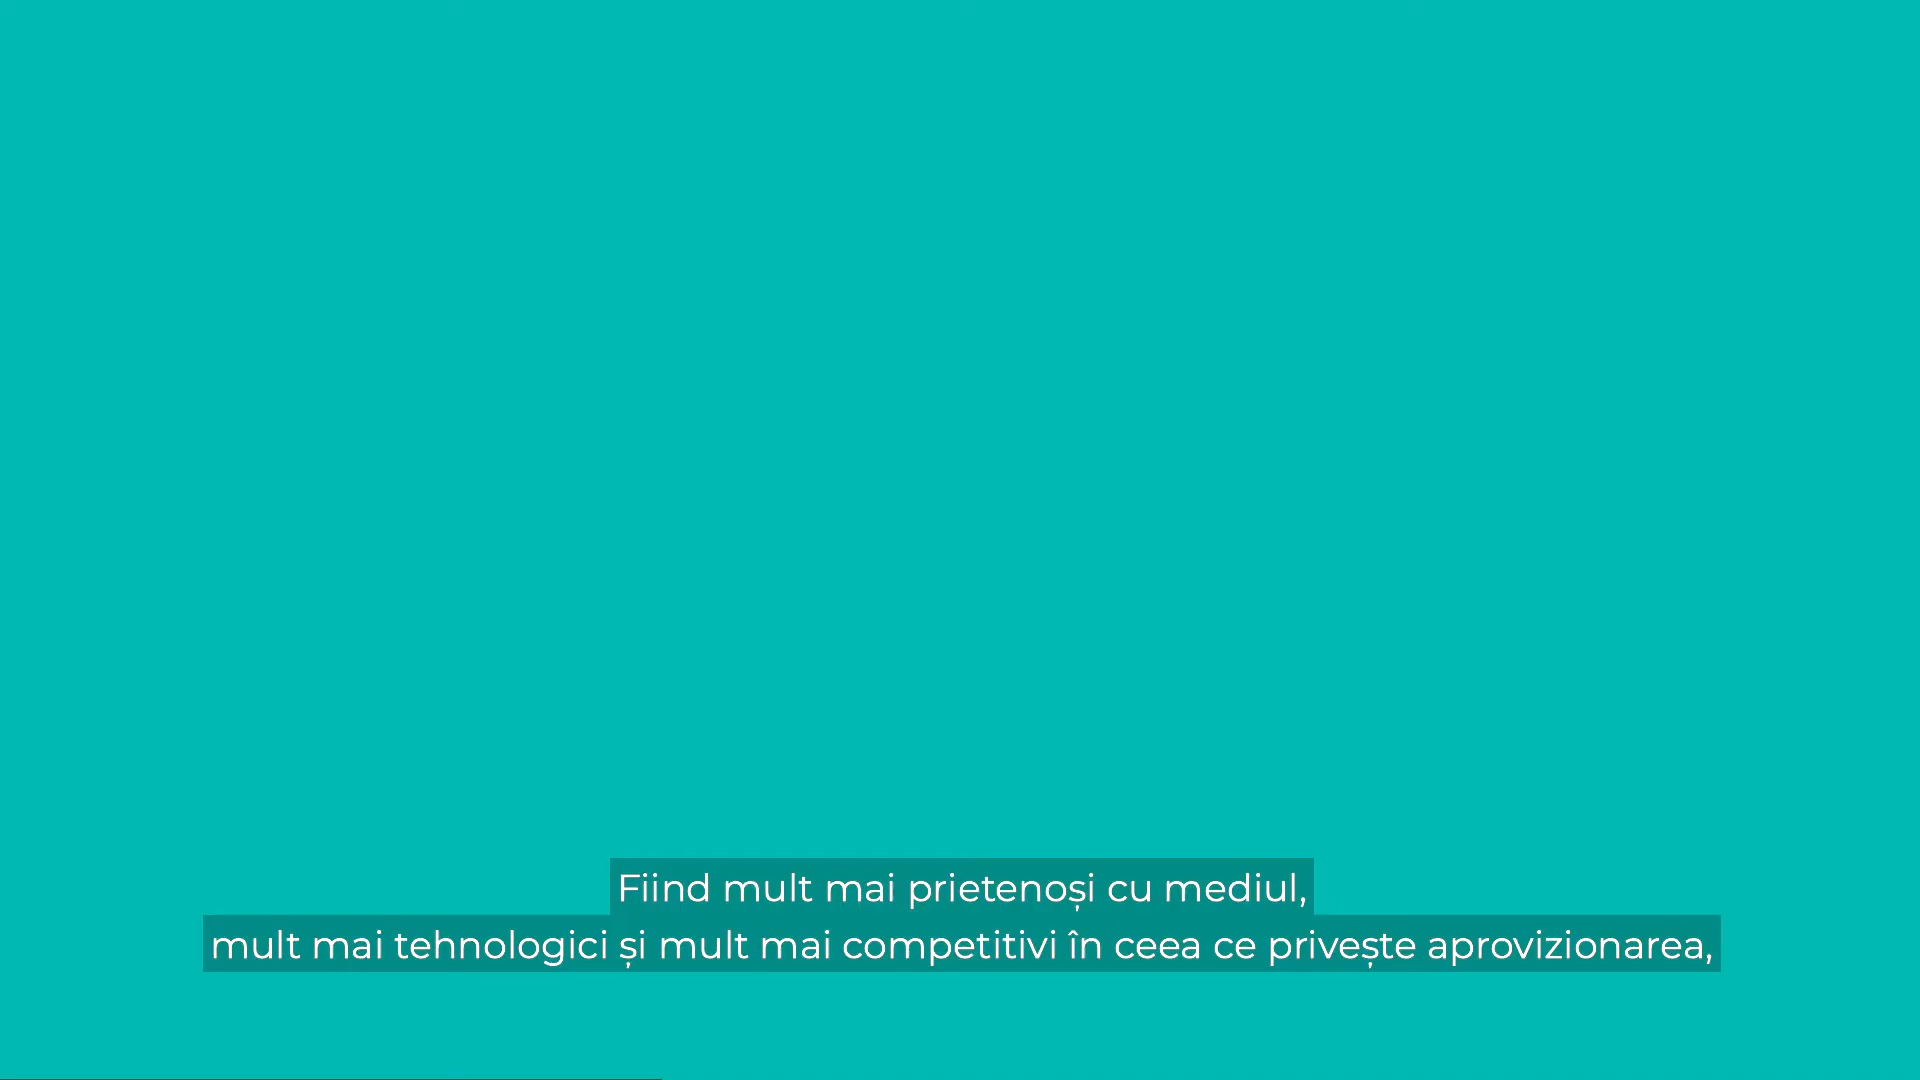 Fiind mult mai prietenoși cu mediul,
mult mai tehnologici și mult mai competitivi în ceea ce privește aprovizionarea,